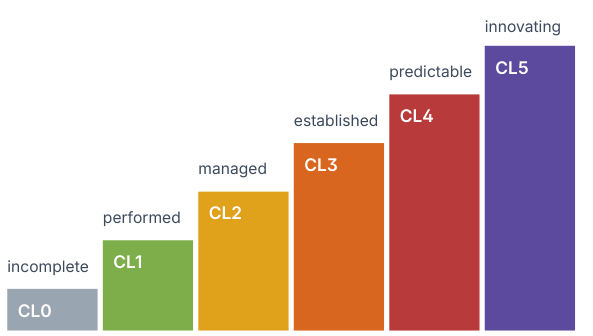 innovating
CL5
predictable
CL4
established
CL3
managed
CL2
performed
CL1
incomplete
CL0